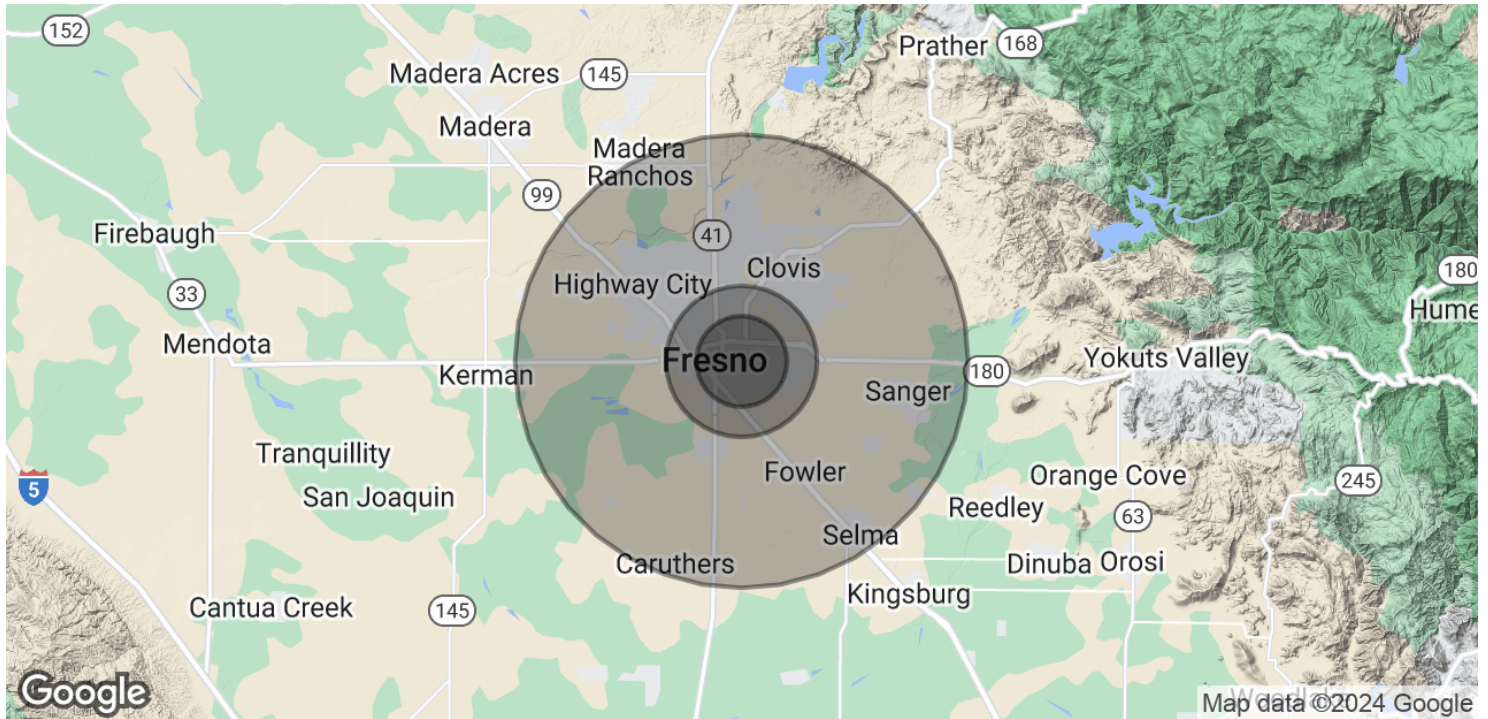 152
Prather
168
Madera Acres
145
Madera
Madera
Ranchos
99
Firebaugh
41
Clovis
180
Highway City
33
Hume
Mendota
Fresno
Yokuts Valley
Kerman
180
Sanger
Tranquillity
Fowler
Orange Cove
245
5
San Joaquin
Reedley
63
Selma
Caruthers
Dinuba
Orosi
Cantua Creek
145
Kingsburg
Google
Map data ©2024 Google